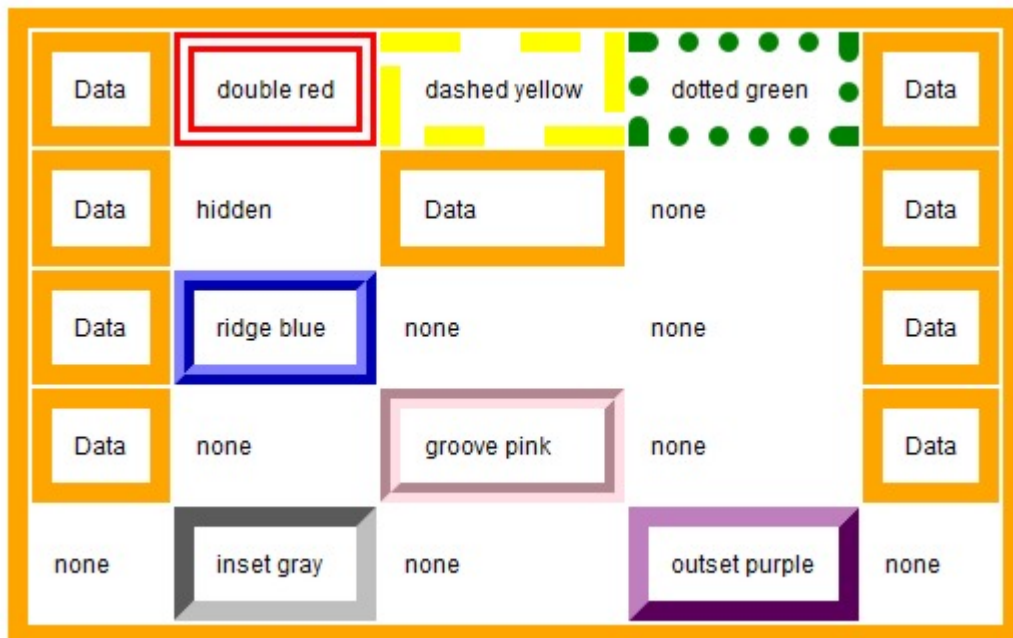 Data double red dashed yellow dotted green Data
Data hidden Data none Data
Data ridge blue none none Data
Data none groove pink none Data
none inset gray none outset purple none